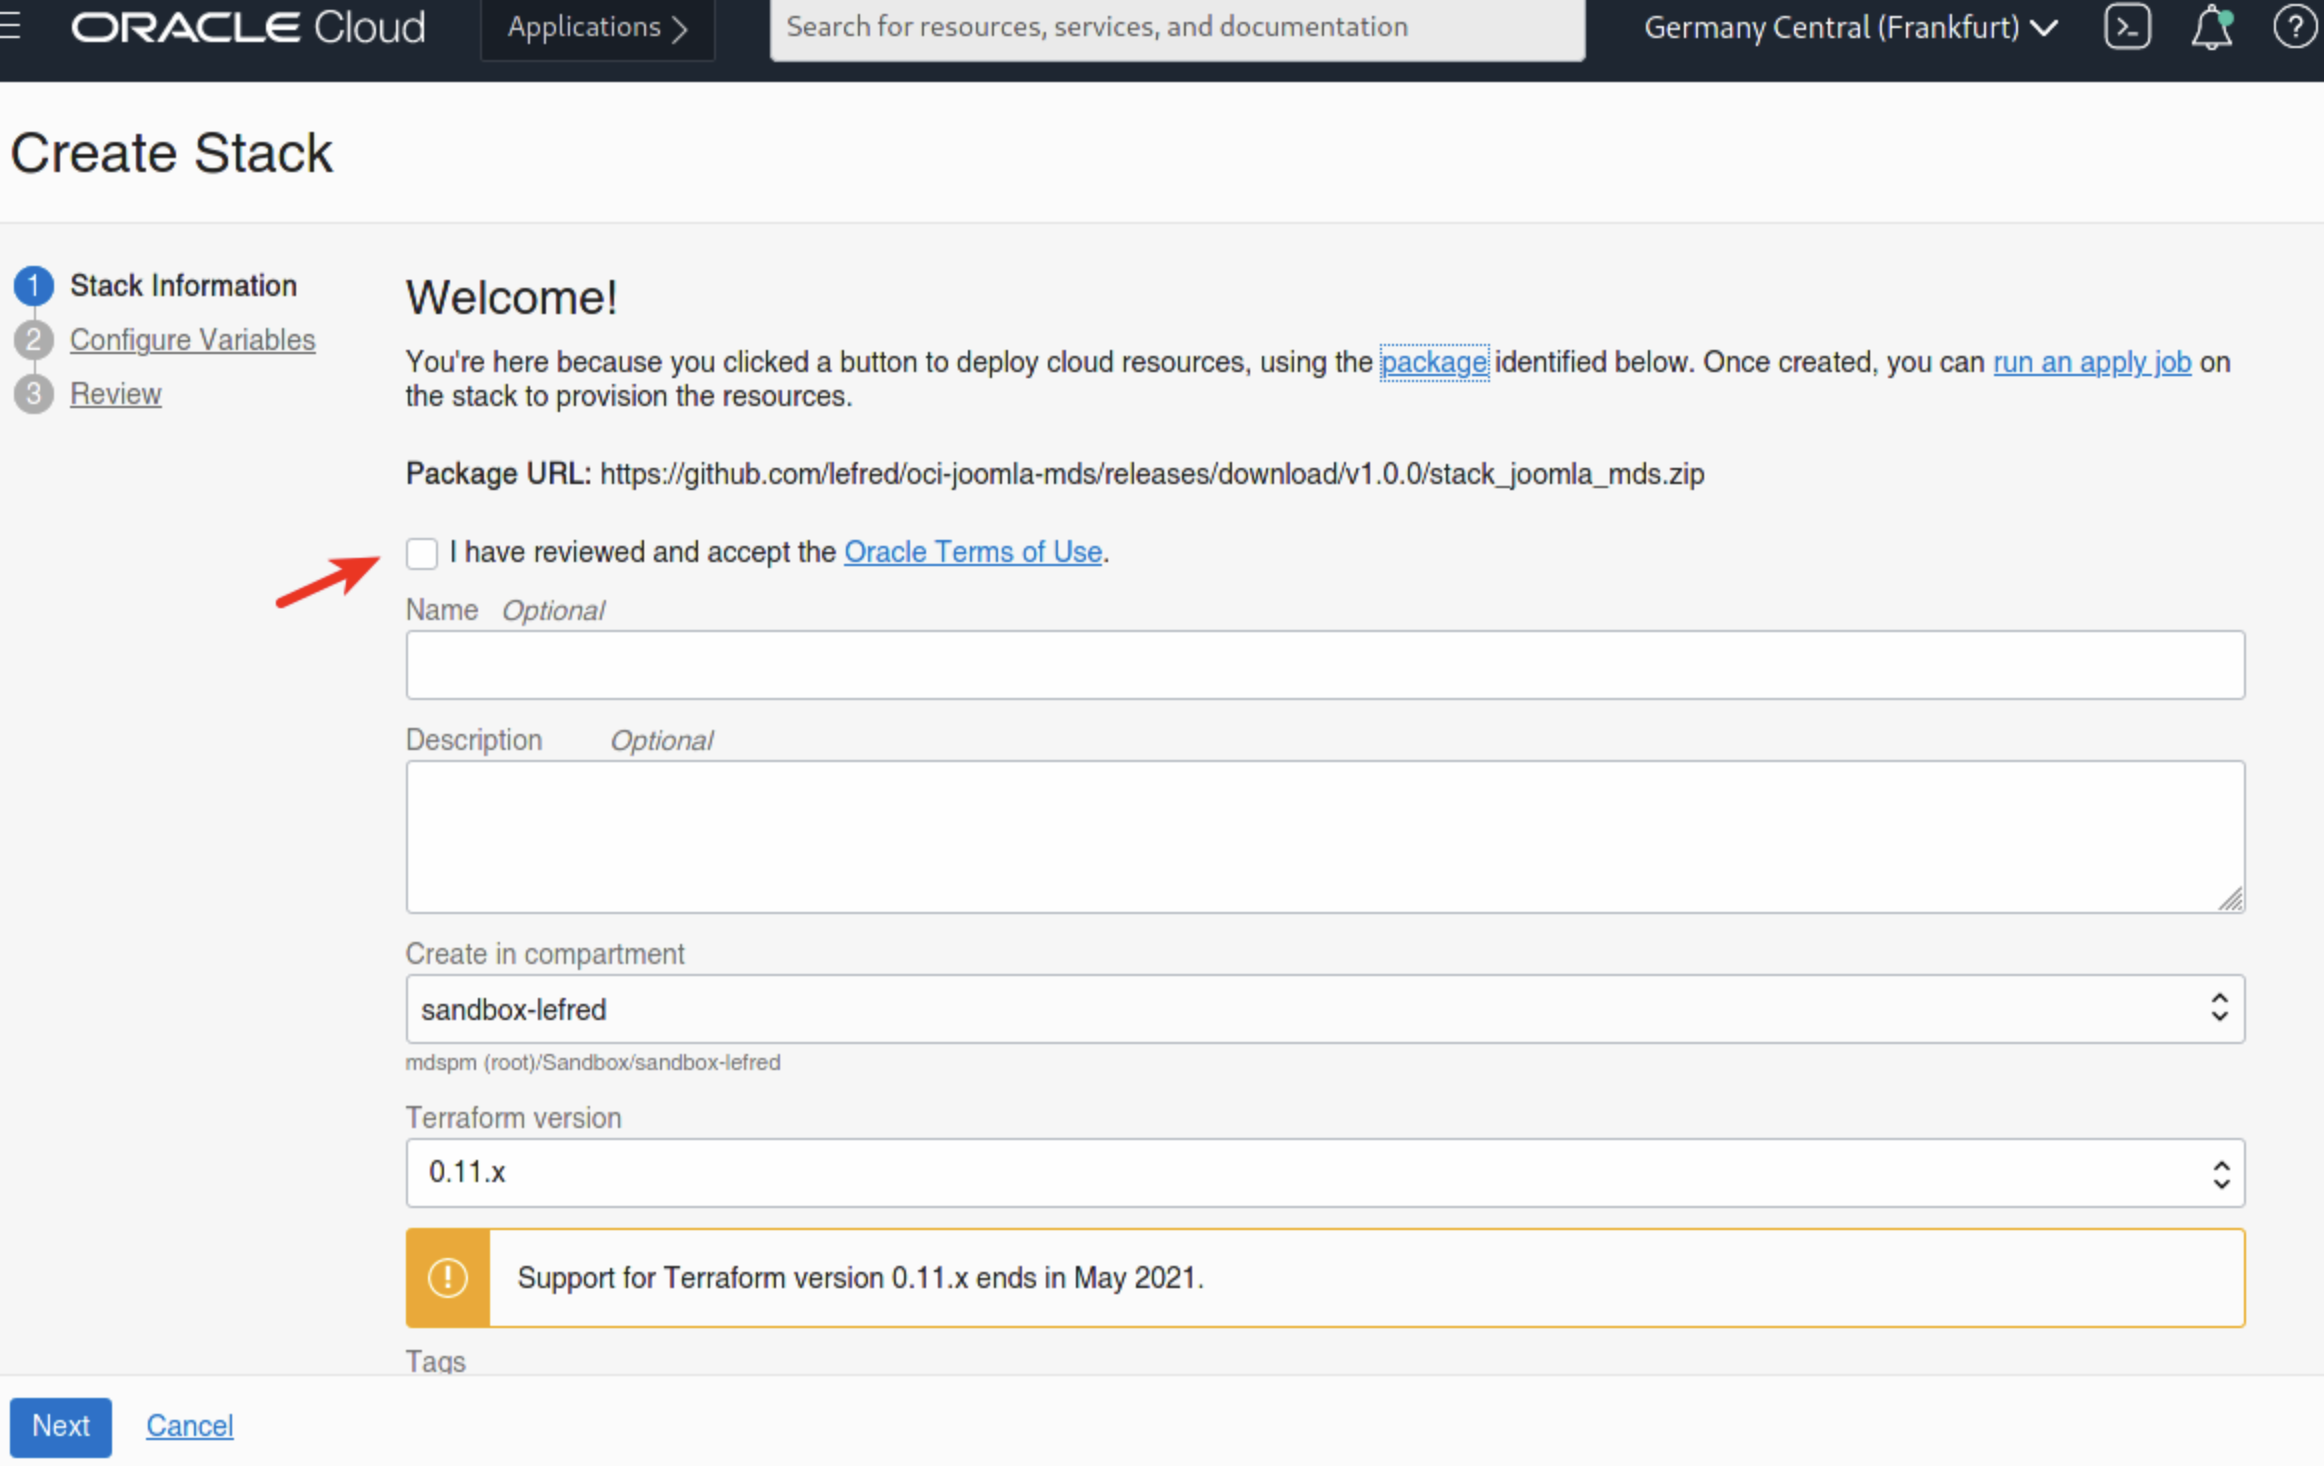 ORACLE Cloud
Applications
Search for resources, services, and documentation
Germany Central (Frankfurt)
Create Stack
1 Stack Information
2 Configure Variables
3 Review
Welcome!
You're here because you clicked a button to deploy cloud resources, using the package identified below. Once created, you can run an apply job on
the stack to provision the resources.
Package URL: https://github.com/lefred/oci-joomla-mds/releases/download/v1.0.0/stack_joomla_mds.zip
I have reviewed and accept the Oracle Terms of Use.
Name Optional
Description Optional
Create in compartment
sandbox-lefred
mdspm (root)/Sandbox/sandbox-lefred
Terraform version
0.11.x
Support for Terraform version 0.11.x ends in May 2021.
Tags
Next Cancel